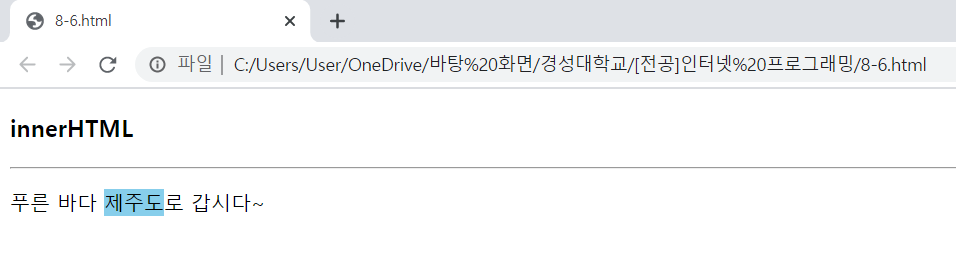 8-6.html
파일 | C:/Users/User/OneDrive/바탕%20화면/경성대학교/[전공]인터넷%20프로그래밍/8-6.html
innerHTML
푸른 바다 제주도로 갑시다~